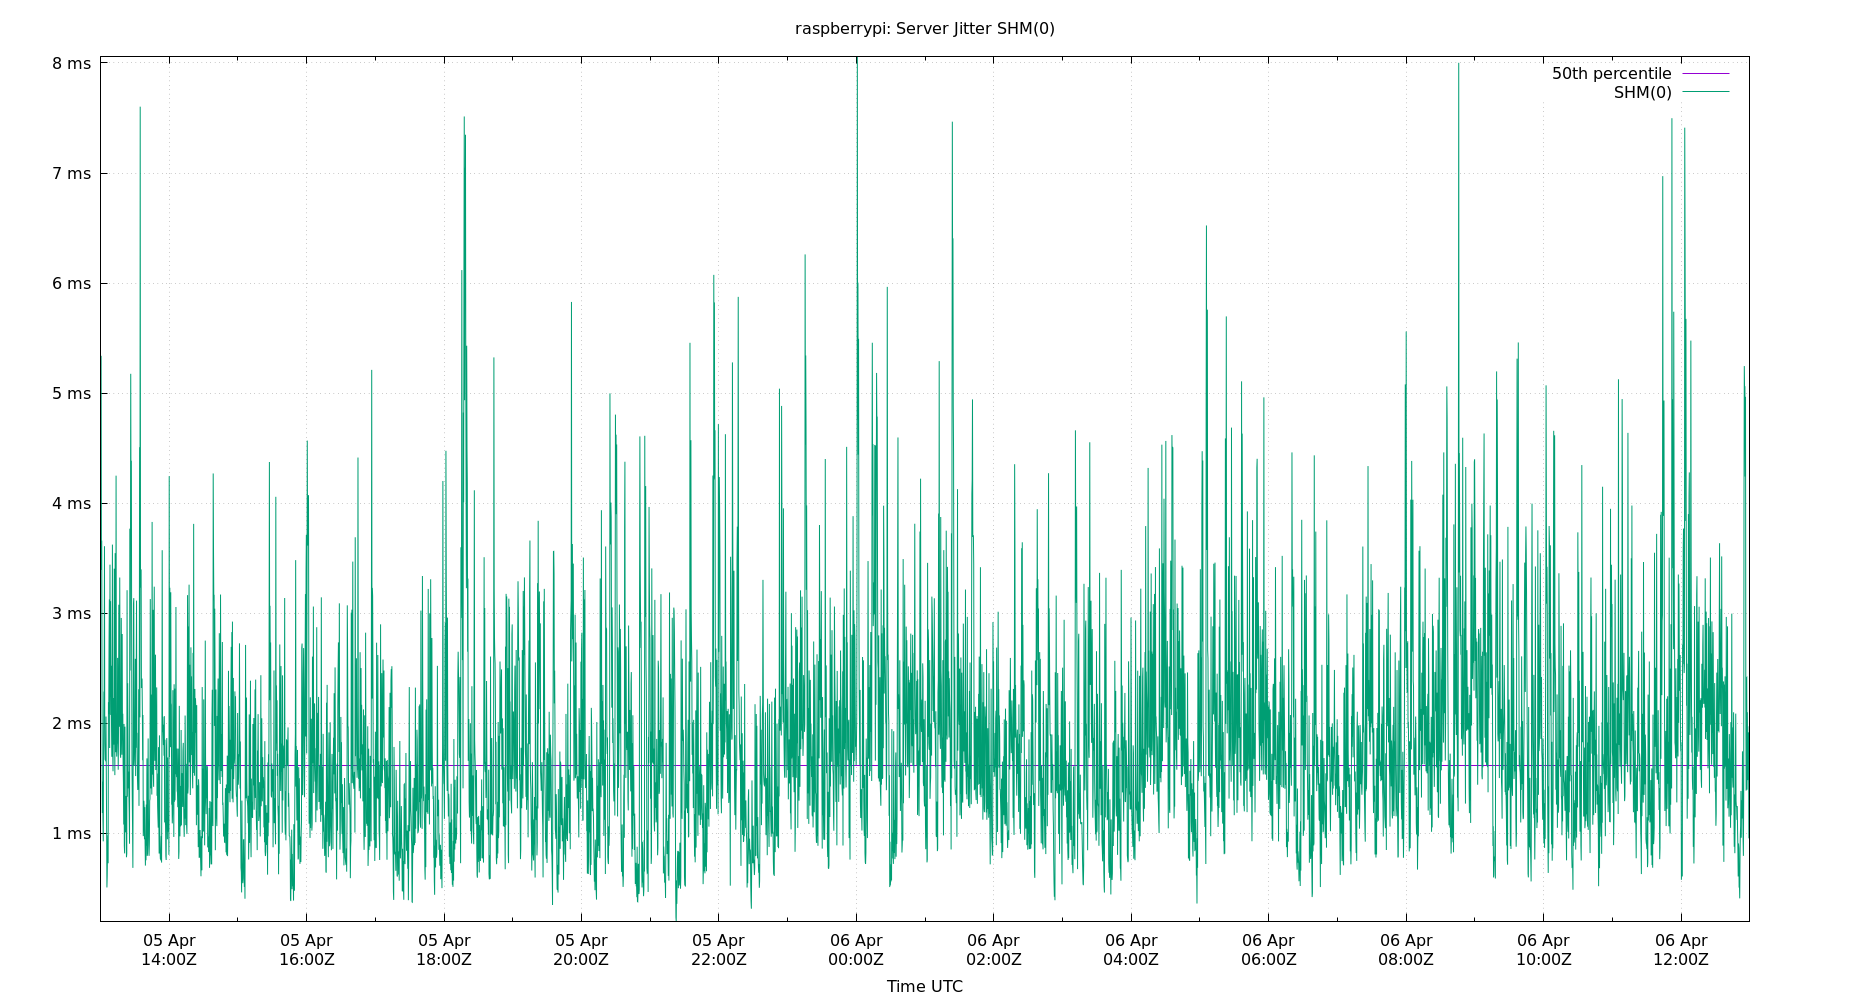 raspberrypi: Server Jitter SHM(0)
8 ms
7 ms
6 ms
5 ms
4 ms
3 ms
2 ms
1 ms
50th percentile
SHM(0)
05 Apr
14:00Z
05 Apr
16:00Z
05 Apr
18:00Z
05 Apr
20:00Z
05 Apr
22:00Z
06 Apr
00:00Z
06 Apr
02:00Z
06 Apr
04:00Z
06 Apr
06:00Z
06 Apr
08:00Z
06 Apr
10:00Z
06 Apr
12:00Z
Time UTC